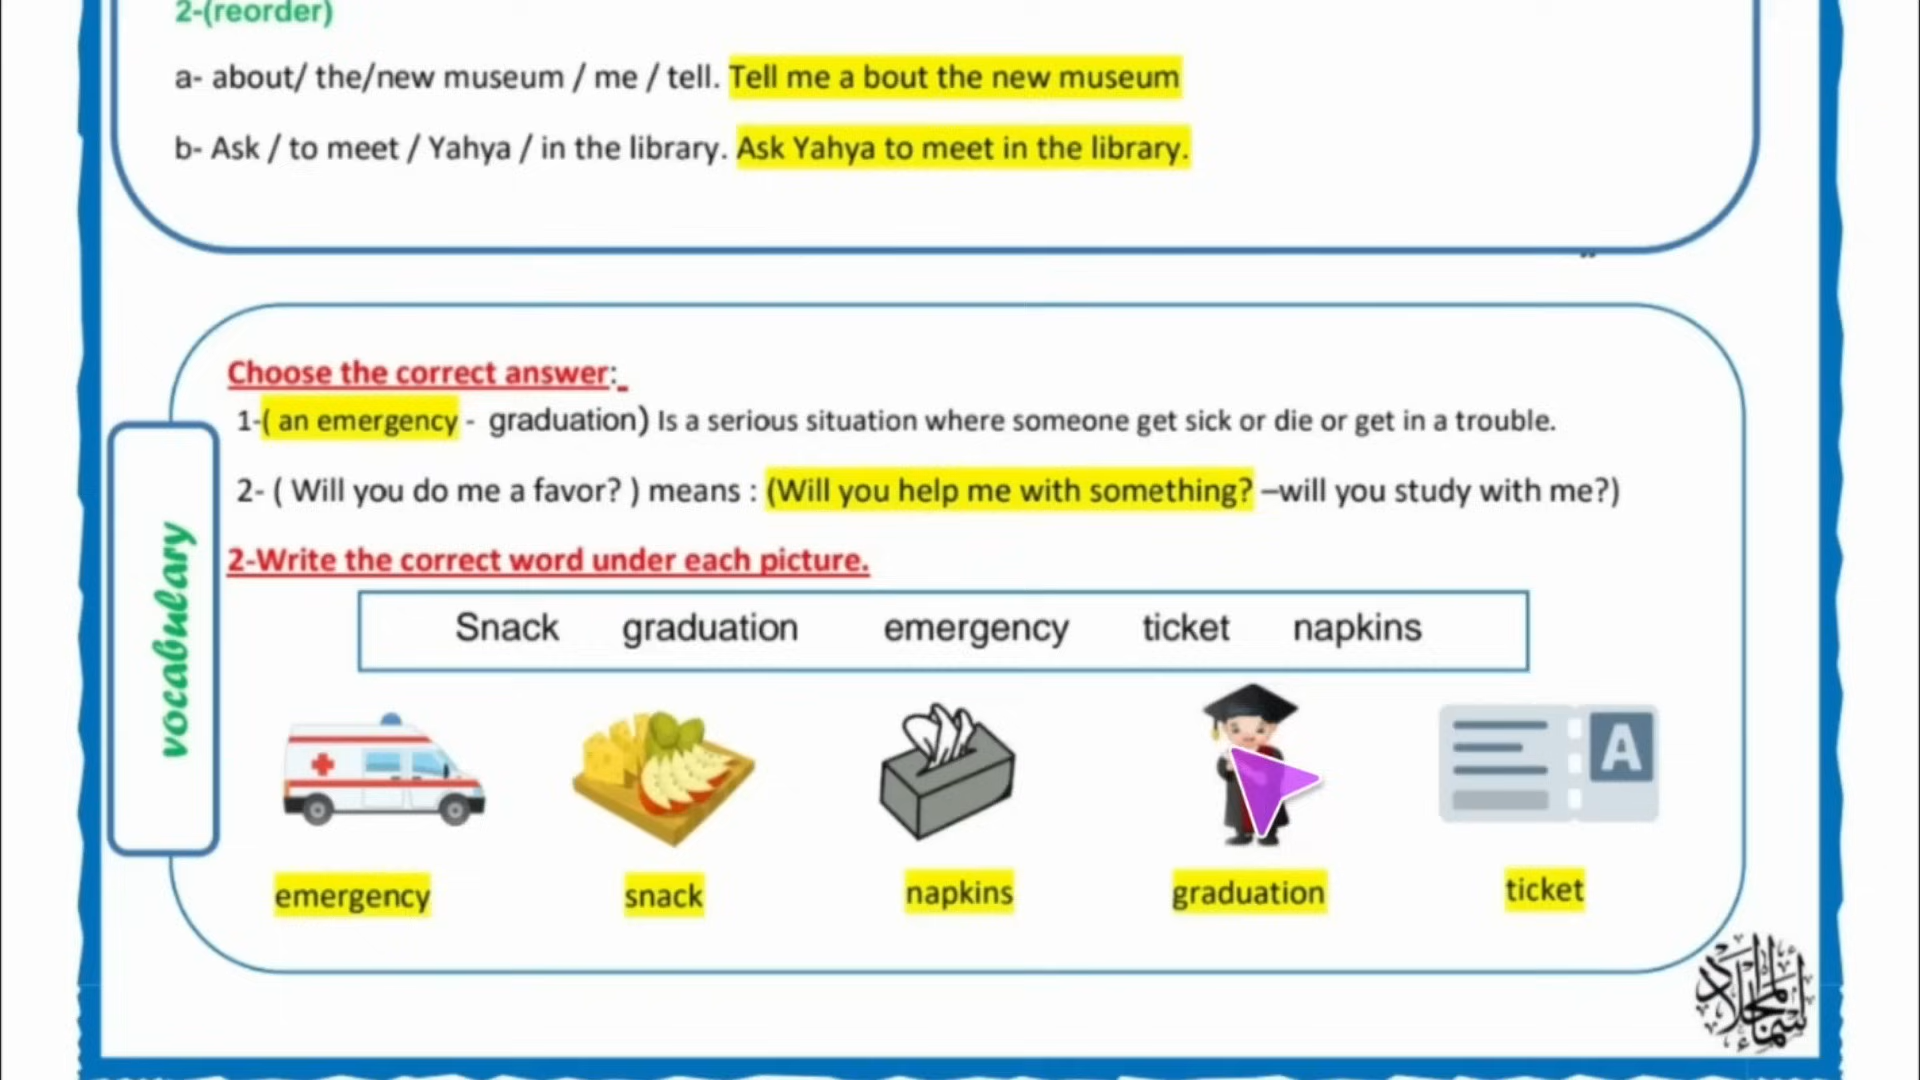 2-(reorder)
a- about/ the/new museum / me / tell. Tell me a bout the new museum
b- Ask / to meet / Yahya / in the library. Ask Yahya to meet in the library.
Choose the correct answer:
1-( an emergency - graduation) Is a serious situation where someone get sick or die or get in a trouble.
2- ( Will you do me a favor? ) means : (Will you help me with something? –will you study with me?)
vocabulary
2-Write the correct word under each picture.
Snack graduation emergency ticket napkins
A
emergency snack napkins graduation ticket